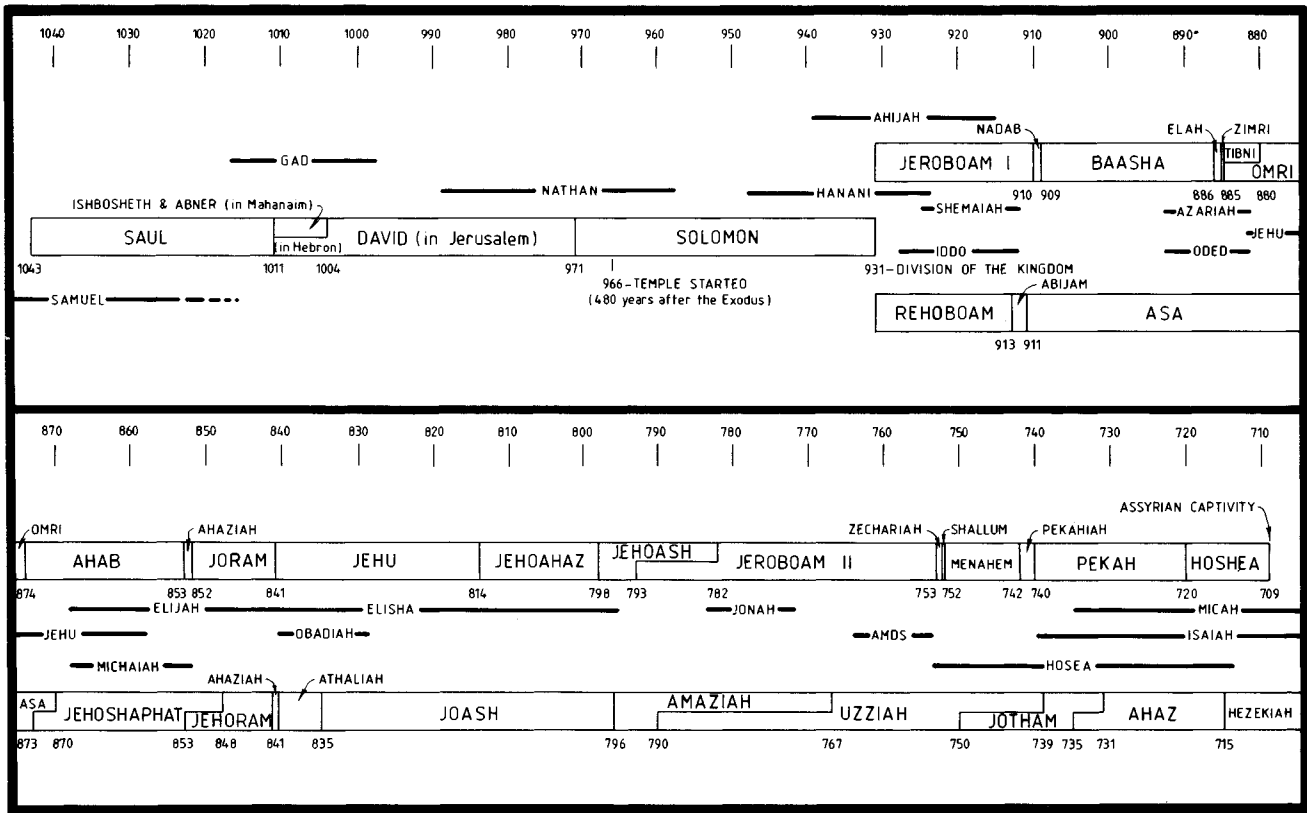 1040 1030 1020 1010 1000 990 980 970 960 950 940 930 920 910 900 890 880
AHIJAH
NADAB
ELAH
ZIMRI
GAD
JEROBOAM I
BAASHA
TIBNI
OMRI
NATHAN
HANANI
910 909 886 885 880
ISHBOSHETH & ABNER (in Mahanaim)
SHEMAIAH
AZARIAH
SAUL
(in Hebron)
DAVID (in Jerusalem)
SOLOMON
JEHU
IDDO
ODED
1043 1011 1004 971
931-DIVISION OF THE KINGDOM
966-TEMPLE STARTED
(480 years after the Exodus)
ABIJAM
SAMUEL
REHOBOAM
ASA
913 911
870 860 850 840 830 820 810 800 790 780 770 760 750 740 730 720 710
ASSYRIAN CAPTIVITY
OMRI
AHAZIAH
ZECHARIAH
SHALLUM
PEKAHIAH
AHAB
JORAM
JEHU
JEHOAHAZ
JEHOASH
JEROBOAM II
MENAHEM
PEKAH
HOSHEA
874 853 852 841 814 798 793 782 753 752 742 740 720 709
ELIJAH
ELISHA
JONAH
MICAH
JEHU
OBADIAH
AMOS
ISAIAH
MICHAIAH
HOSEA
AHAZIAH
ATHALIAH
ASA
JEHOSHAPHAT
JEHORAM
JOASH
AMAZIAH
UZZIAH
JOTHAM
AHAZ
HEZEKIAH
873 870 853 848 841 835 796 790 767 750 739 735 731 715